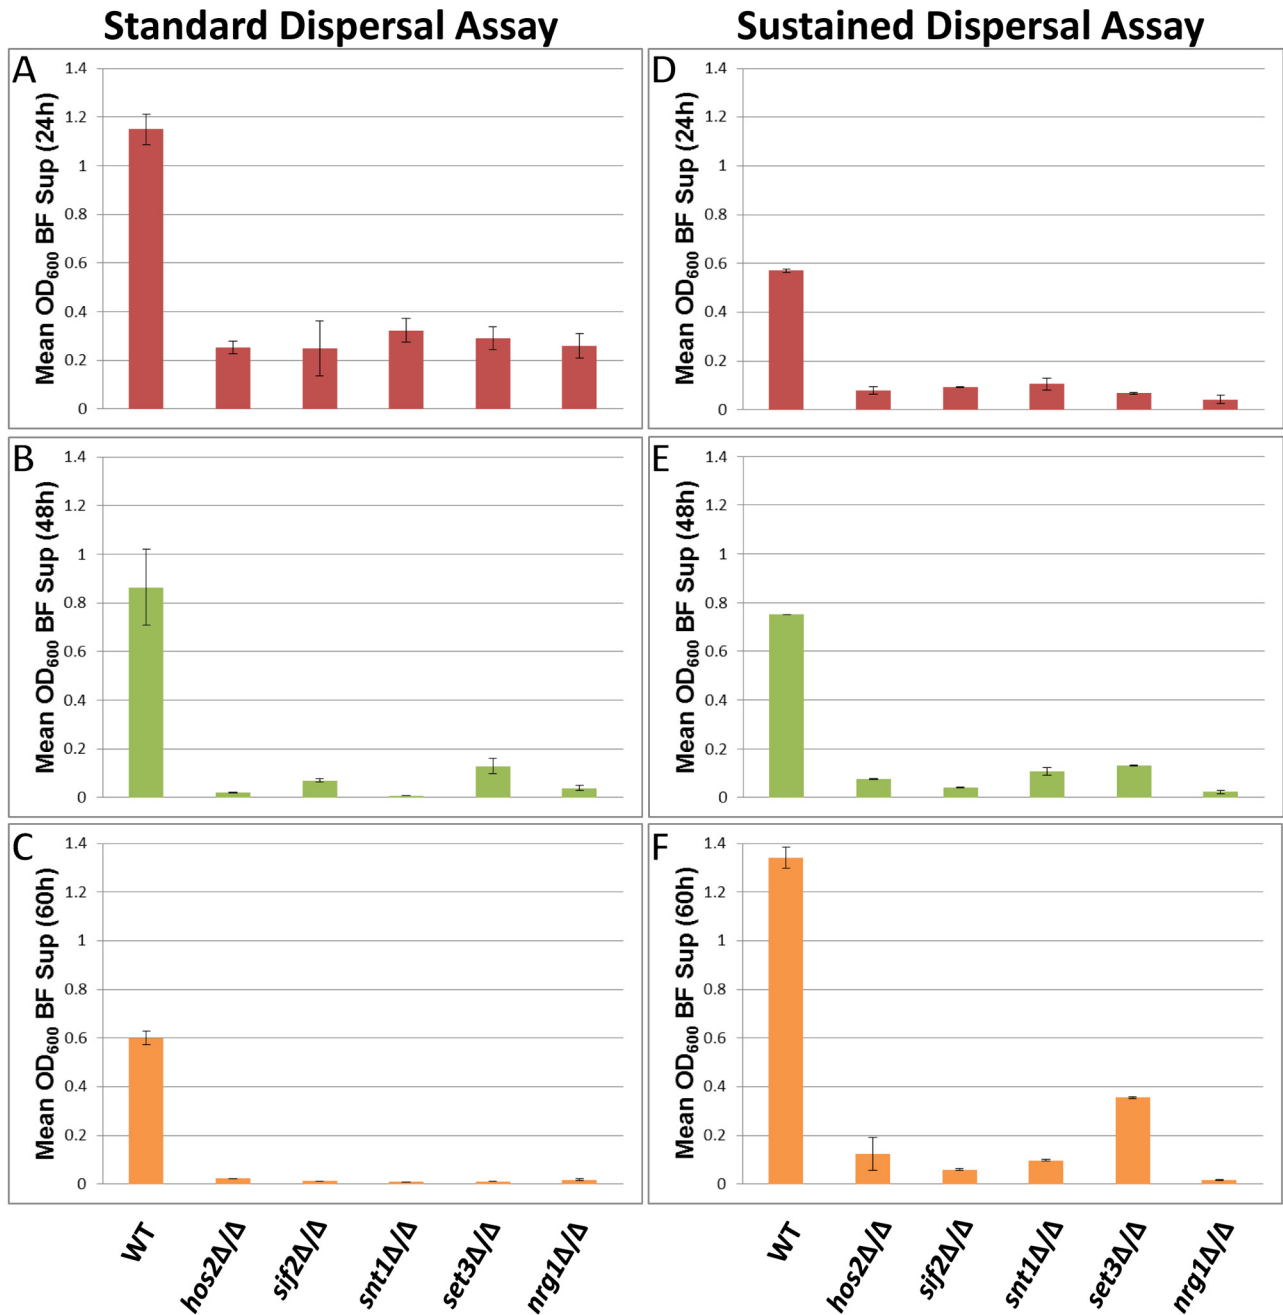 Standard Dispersal Assay
Sustained Dispersal Assay
A
Mean OD600 BF Sup (24h)
1.4
1.2
1
0.8
0.6
0.4
0.2
0
D
Mean OD600 BF Sup (24h)
1.4
1.2
1
0.8
0.6
0.4
0.2
0
B
Mean OD600 BF Sup (48h)
1.4
1.2
1
0.8
0.6
0.4
0.2
0
E
Mean OD600 BF Sup (48h)
1.4
1.2
1
0.8
0.6
0.4
0.2
0
C
Mean OD600 BF Sup (60h)
1.4
1.2
1
0.8
0.6
0.4
0.2
0
F
Mean OD600 BF Sup (60h)
1.4
1.2
1
0.8
0.6
0.4
0.2
0
WT
hos2Δ/Δ
sif2Δ/Δ
snt1Δ/Δ
set3Δ/Δ
nrg1Δ/Δ
WT
hos2Δ/Δ
sif2Δ/Δ
snt1Δ/Δ
set3Δ/Δ
nrg1Δ/Δ